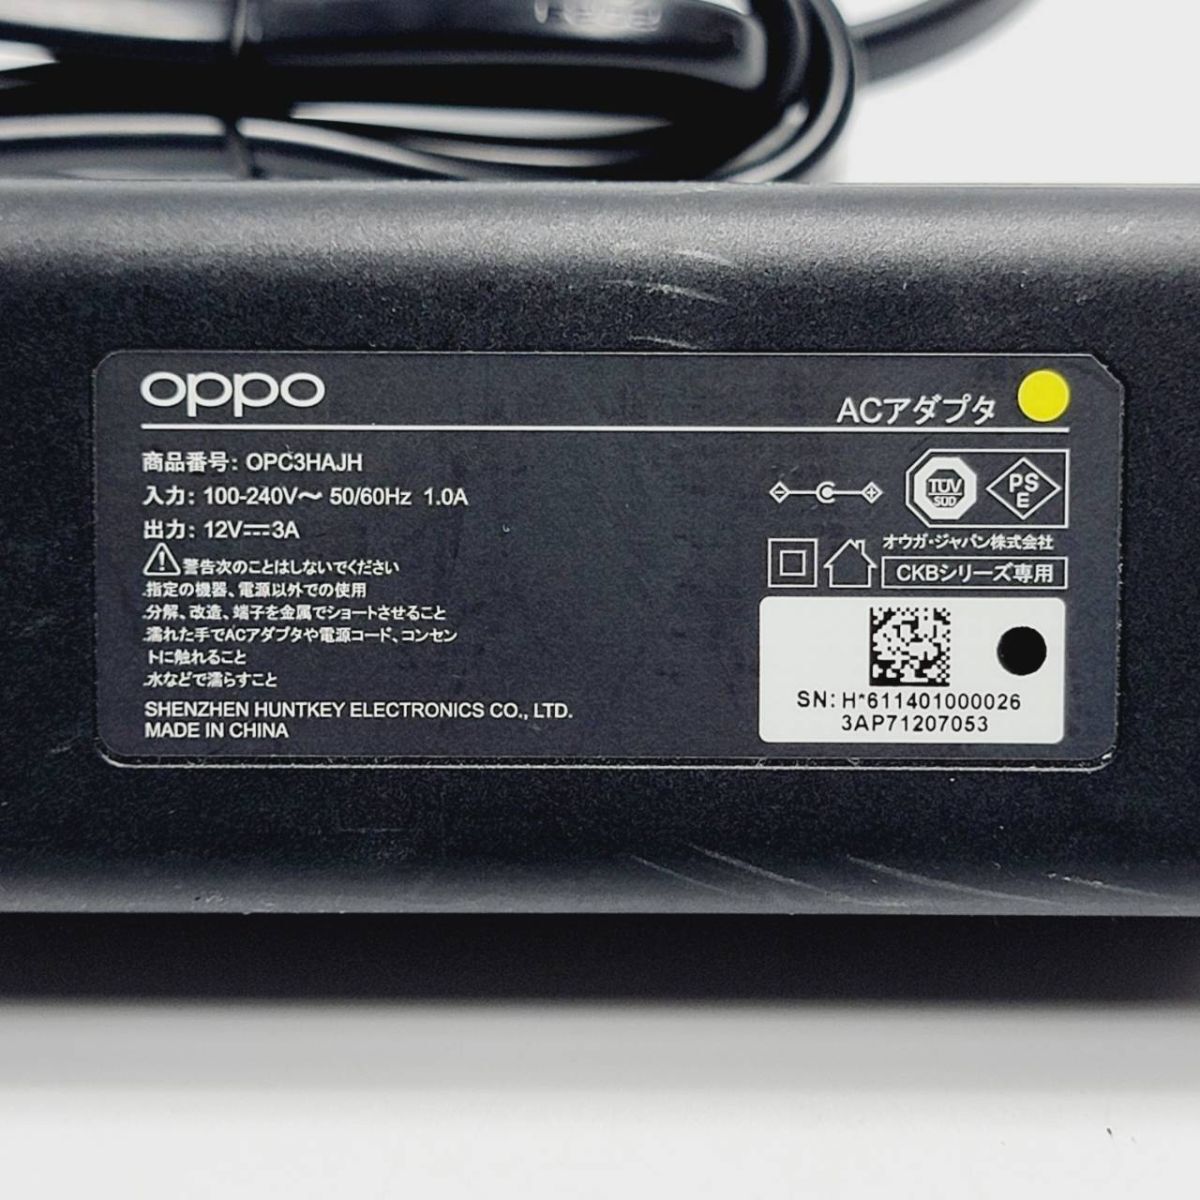 oppo
ACアダプタ
商品番号: OPC3HAJH
入力: 100-240V～ 50/60Hz 1.0A
出力: 12V⎓3A
警告次のことはしないでください
.指定の機器、電源以外での使用
.分解、改造、端子を金属でショートさせること
.濡れた手でACアダプタや電源コード、コンセン
トに触れること
.水などで濡らすこと
SHENZHEN HUNTKEY ELECTRONICS CO., LTD.
MADE IN CHINA
TÜV
SÜD
PS
E
オウガ・ジャパン株式会社
CKBシリーズ専用
SN: H*611401000026
3AP71207053